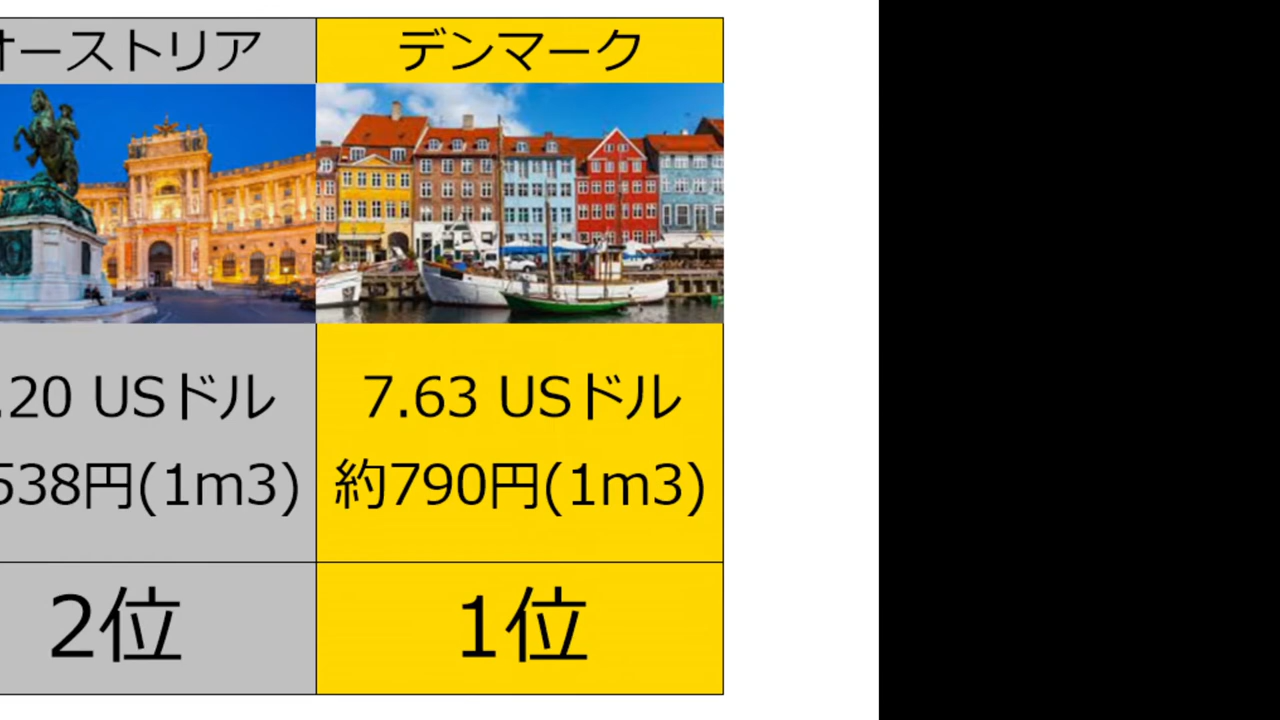 オーストリア
デンマーク
.20 USドル
7.63 USドル
538円(1m3)
約790円(1m3)
2位
1位